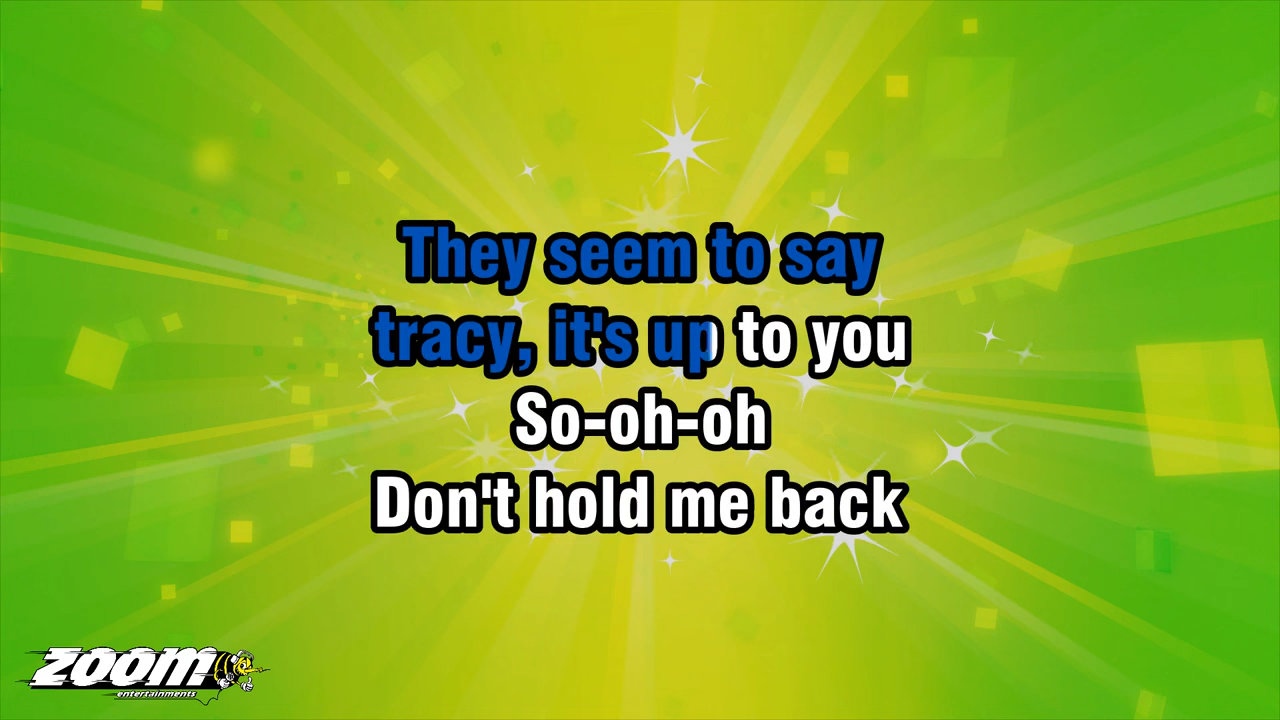 They seem to say
tracy, it's up to you
So-oh-oh
Don't hold me back
zoom
entertainments